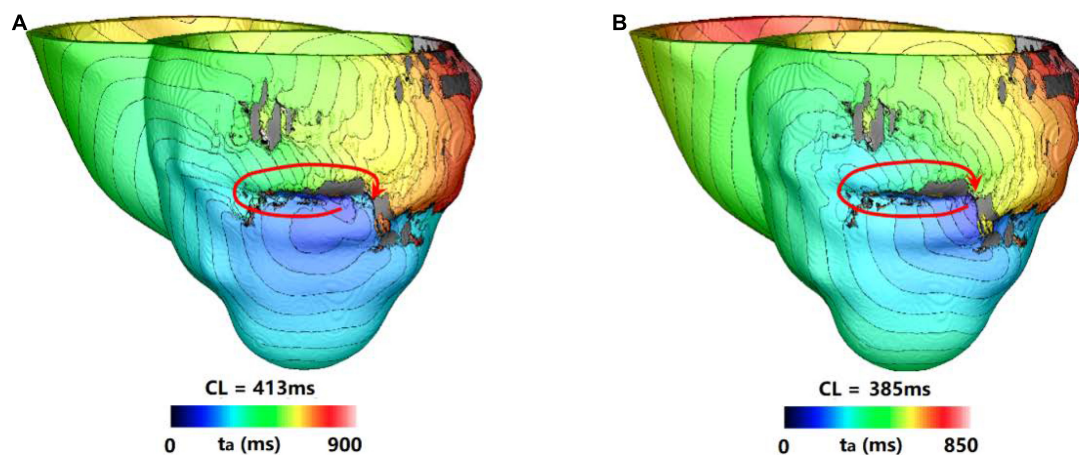 A
B
CL = 413ms
0 ta (ms) 900
CL = 385ms
0 ta (ms) 850